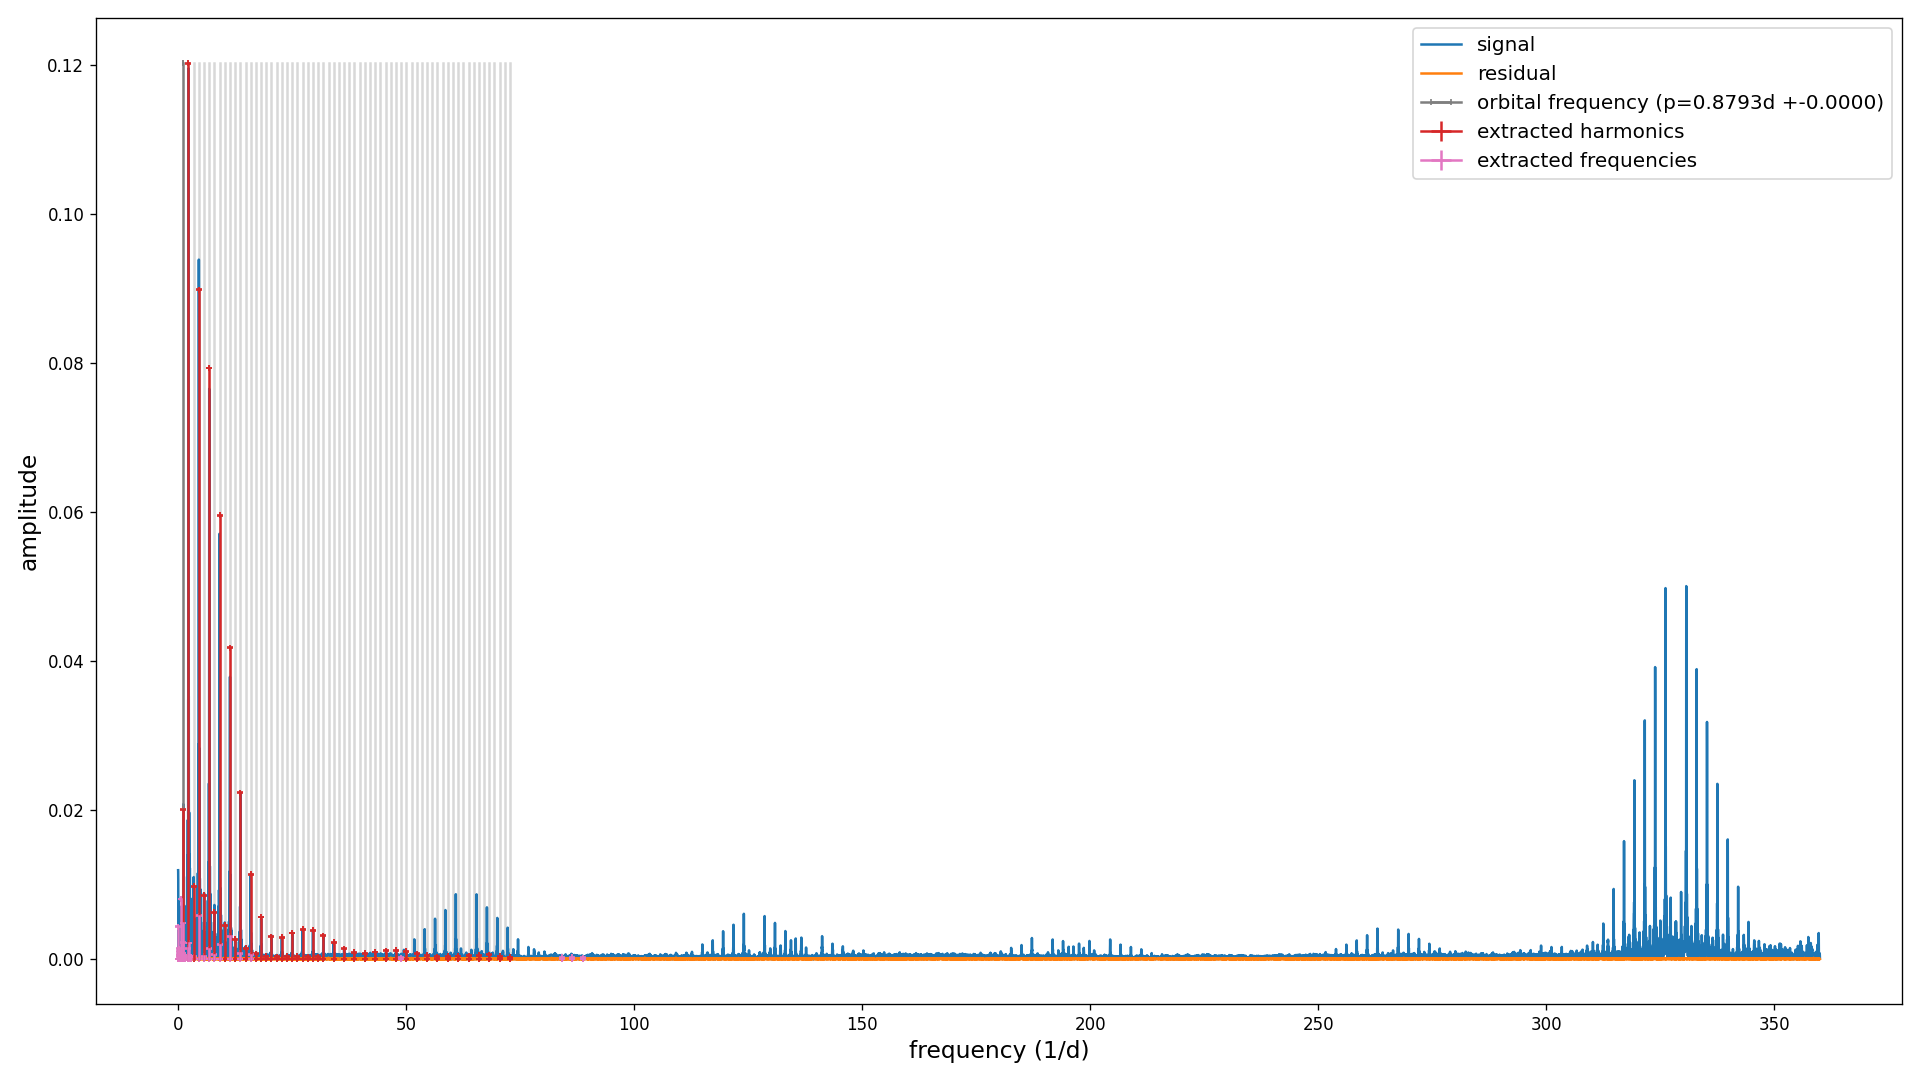 signal
residual
orbital frequency (p=0.8793d +-0.0000)
extracted harmonics
extracted frequencies
0.12
0.10
0.08
0.06
0.04
0.02
0.00
amplitude
0 50 100 150 200 250 300 350
frequency (1/d)